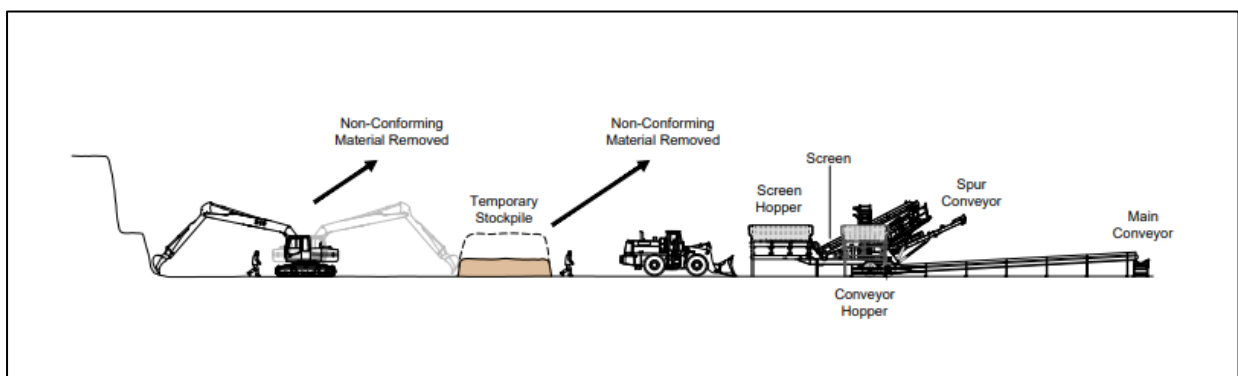 Non-Conforming
Material Removed
Temporary
Stockpile
Non-Conforming
Material Removed
Screen
Screen
Hopper
Conveyor
Hopper
Spur
Conveyor
Main
Conveyor